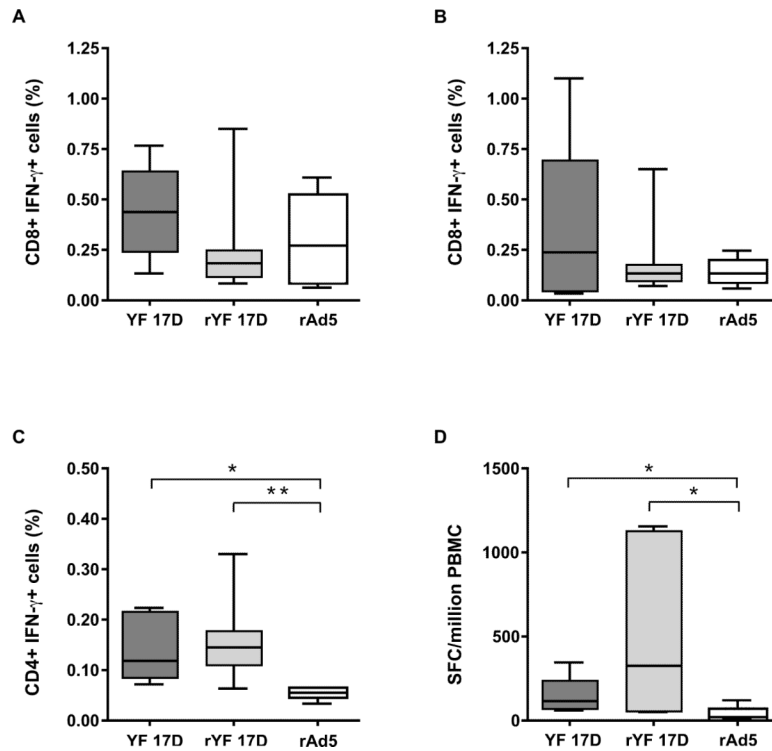 A
CD8+ IFN-γ+ cells (%)
1.25
1.00
0.75
0.50
0.25
0.00
YF 17D rYF 17D rAd5
B
CD8+ IFN-γ+ cells (%)
1.25
1.00
0.75
0.50
0.25
0.00
YF 17D rYF 17D rAd5
C
CD4+ IFN-γ+ cells (%)
0.50
0.40
0.30
0.20
0.10
0.00
*
**
YF 17D rYF 17D rAd5
D
SFC/million PBMC
1500
1000
500
0
*
*
YF 17D rYF 17D rAd5